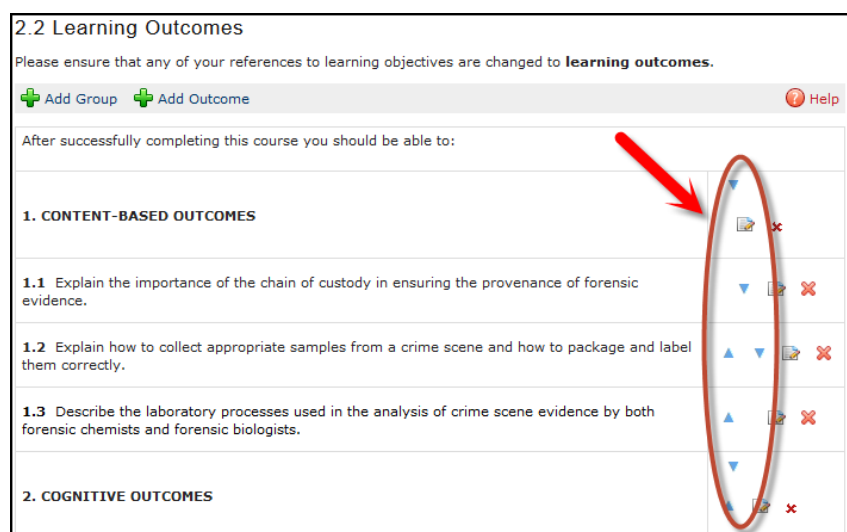 2.2 Learning Outcomes
Please ensure that any of your references to learning objectives are changed to learning outcomes.
Add Group Add Outcome Help
After successfully completing this course you should be able to:
1. CONTENT-BASED OUTCOMES
1.1 Explain the importance of the chain of custody in ensuring the provenance of forensic
evidence.
1.2 Explain how to collect appropriate samples from a crime scene and how to package and label
them correctly.
1.3 Describe the laboratory processes used in the analysis of crime scene evidence by both
forensic chemists and forensic biologists.
2. COGNITIVE OUTCOMES